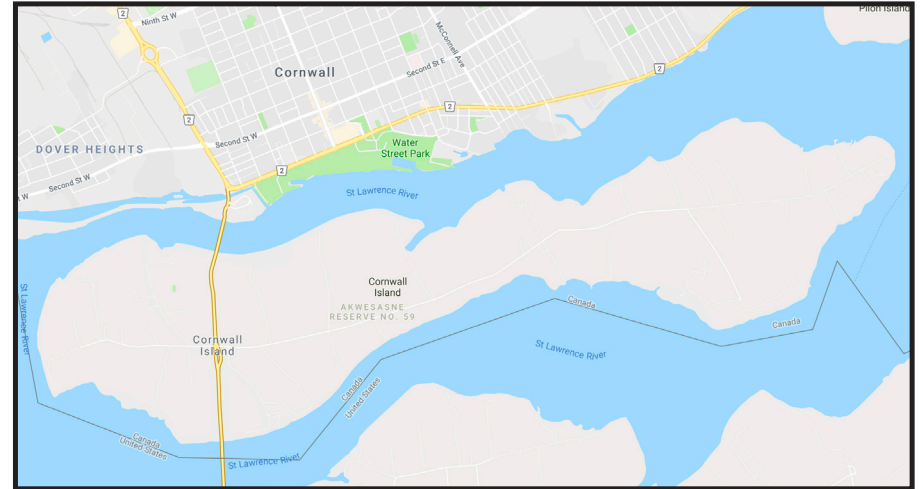 Pilon Island
2
Ninth St W
McConnell Ave
Cornwall
Second St E
2
2
2
Second St W
Water
Street Park
DOVER HEIGHTS
2
Second St W
St W
St Lawrence River
Cornwall
Island
AKWESASNE
RESERVE NO. 59
St Lawrence River
Canada
Canada
Cornwall
Island
St Lawrence River
Canada
United States
Canada
United States
St Lawrence River